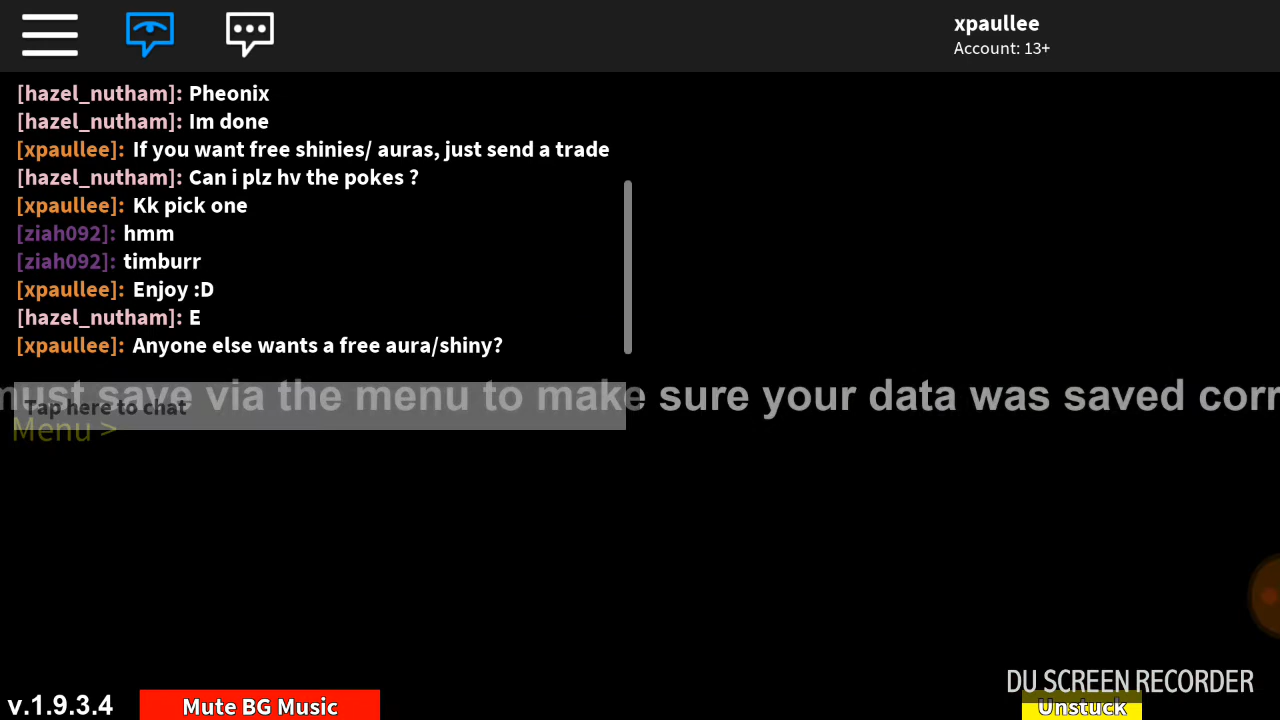 xpaullee
Account: 13+
[hazel_nutham]: Pheonix
[hazel_nutham]: Im done
[xpaullee]: If you want free shinies/ auras, just send a trade
[hazel_nutham]: Can i plz hv the pokes ?
[xpaullee]: Kk pick one
[ziah092]: hmm
[ziah092]: timburr
[xpaullee]: Enjoy :D
[hazel_nutham]: E
[xpaullee]: Anyone else wants a free aura/shiny?
must save via the menu to make sure your data was saved corr
Tap here to chat
Menu >
DU SCREEN RECORDER
v.1.9.3.4
Mute BG Music
Unstuck